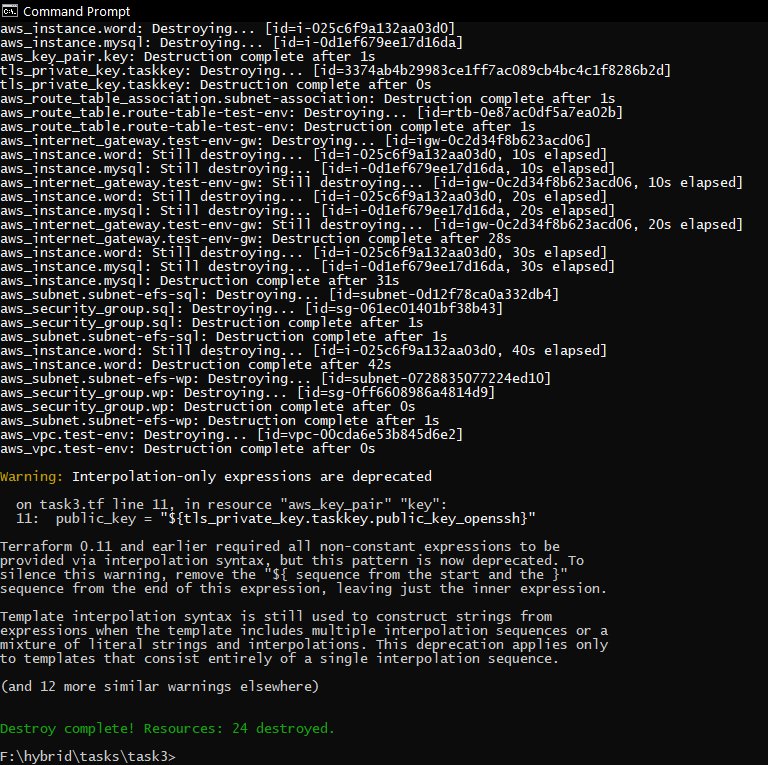 Command Prompt
aws_instance.word: Destroying... [id=i-025c6f9a132aa03d0]
aws_instance.mysql: Destroying... [id=i-0d1ef679ee17d16da]
aws_key_pair.key: Destruction complete after 1s
tls_private_key.taskkey: Destroying... [id=3374ab4b29983ce1ff7ac089cb4bc4c1f8286b2d]
tls_private_key.taskkey: Destruction complete after 0s
aws_route_table_association.subnet-association: Destruction complete after 1s
aws_route_table.route-table-test-env: Destroying... [id=rtb-0e87ac0df5a7ea02b]
aws_route_table.route-table-test-env: Destruction complete after 1s
aws_internet_gateway.test-env-gw: Destroying... [id=igw-0c2d34f8b623acd06]
aws_instance.word: Still destroying... [id=i-025c6f9a132aa03d0, 10s elapsed]
aws_instance.mysql: Still destroying... [id=i-0d1ef679ee17d16da, 10s elapsed]
aws_internet_gateway.test-env-gw: Still destroying... [id=igw-0c2d34f8b623acd06, 10s elapsed]
aws_instance.word: Still destroying... [id=i-025c6f9a132aa03d0, 20s elapsed]
aws_instance.mysql: Still destroying... [id=i-0d1ef679ee17d16da, 20s elapsed]
aws_internet_gateway.test-env-gw: Still destroying... [id=igw-0c2d34f8b623acd06, 20s elapsed]
aws_internet_gateway.test-env-gw: Destruction complete after 28s
aws_instance.word: Still destroying... [id=i-025c6f9a132aa03d0, 30s elapsed]
aws_instance.mysql: Still destroying... [id=i-0d1ef679ee17d16da, 30s elapsed]
aws_instance.mysql: Destruction complete after 31s
aws_subnet.subnet-efs-sql: Destroying... [id=subnet-0d12f78ca0a332db4]
aws_security_group.sql: Destroying... [id=sg-061ec01401bf38b43]
aws_security_group.sql: Destruction complete after 1s
aws_subnet.subnet-efs-sql: Destruction complete after 1s
aws_instance.word: Still destroying... [id=i-025c6f9a132aa03d0, 40s elapsed]
aws_instance.word: Destruction complete after 42s
aws_subnet.subnet-efs-wp: Destroying... [id=subnet-0728835077224ed10]
aws_security_group.wp: Destroying... [id=sg-0ff6608986a4814d9]
aws_security_group.wp: Destruction complete after 0s
aws_subnet.subnet-efs-wp: Destruction complete after 1s
aws_vpc.test-env: Destroying... [id=vpc-00cda6e53b845d6e2]
aws_vpc.test-env: Destruction complete after 0s
Warning: Interpolation-only expressions are deprecated
on task3.tf line 11, in resource "aws_key_pair" "key":
11: public_key = "${tls_private_key.taskkey.public_key_openssh}"
Terraform 0.11 and earlier required all non-constant expressions to be
provided via interpolation syntax, but this pattern is now deprecated. To
silence this warning, remove the "${ sequence from the start and the }"
sequence from the end of this expression, leaving just the inner expression.
Template interpolation syntax is still used to construct strings from
expressions when the template includes multiple interpolation sequences or a
mixture of literal strings and interpolations. This deprecation applies only
to templates that consist entirely of a single interpolation sequence.
(and 12 more similar warnings elsewhere)
Destroy complete! Resources: 24 destroyed.
F:\hybrid\tasks\task3>